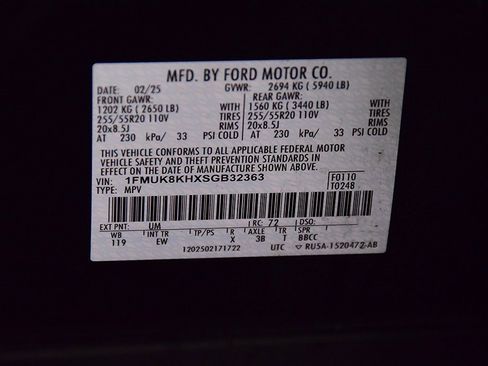 MFD. BY FORD MOTOR CO.
DATE: 02/25 GVWR: 2694 KG ( 5940 LB)
FRONT GAWR: REAR GAWR:
1202 KG ( 2650 LB) WITH 1560 KG ( 3440 LB) WITH
255/55R20 110V TIRES 255/55R20 110V TIRES
20x8.5J RIMS 20x8.5J RIMS
AT 230 kPa/ 33 PSI COLD AT 230 kPa/ 33 PSI COLD
THIS VEHICLE CONFORMS TO ALL APPLICABLE FEDERAL MOTOR
VEHICLE SAFETY AND THEFT PREVENTION STANDARDS IN
EFFECT ON THE DATE OF MANUFACTURE SHOWN ABOVE.
VIN: 1FMUK8KHXSGB32363 F0110
TYPE: MPV T0248
EXT PNT: UM RC: 72 DSO:
WB INT TR TP/PS R AXLE TR SPR
119 EW X 3B T BBCC
1202502171722 UTC RU5A-1520472-AB